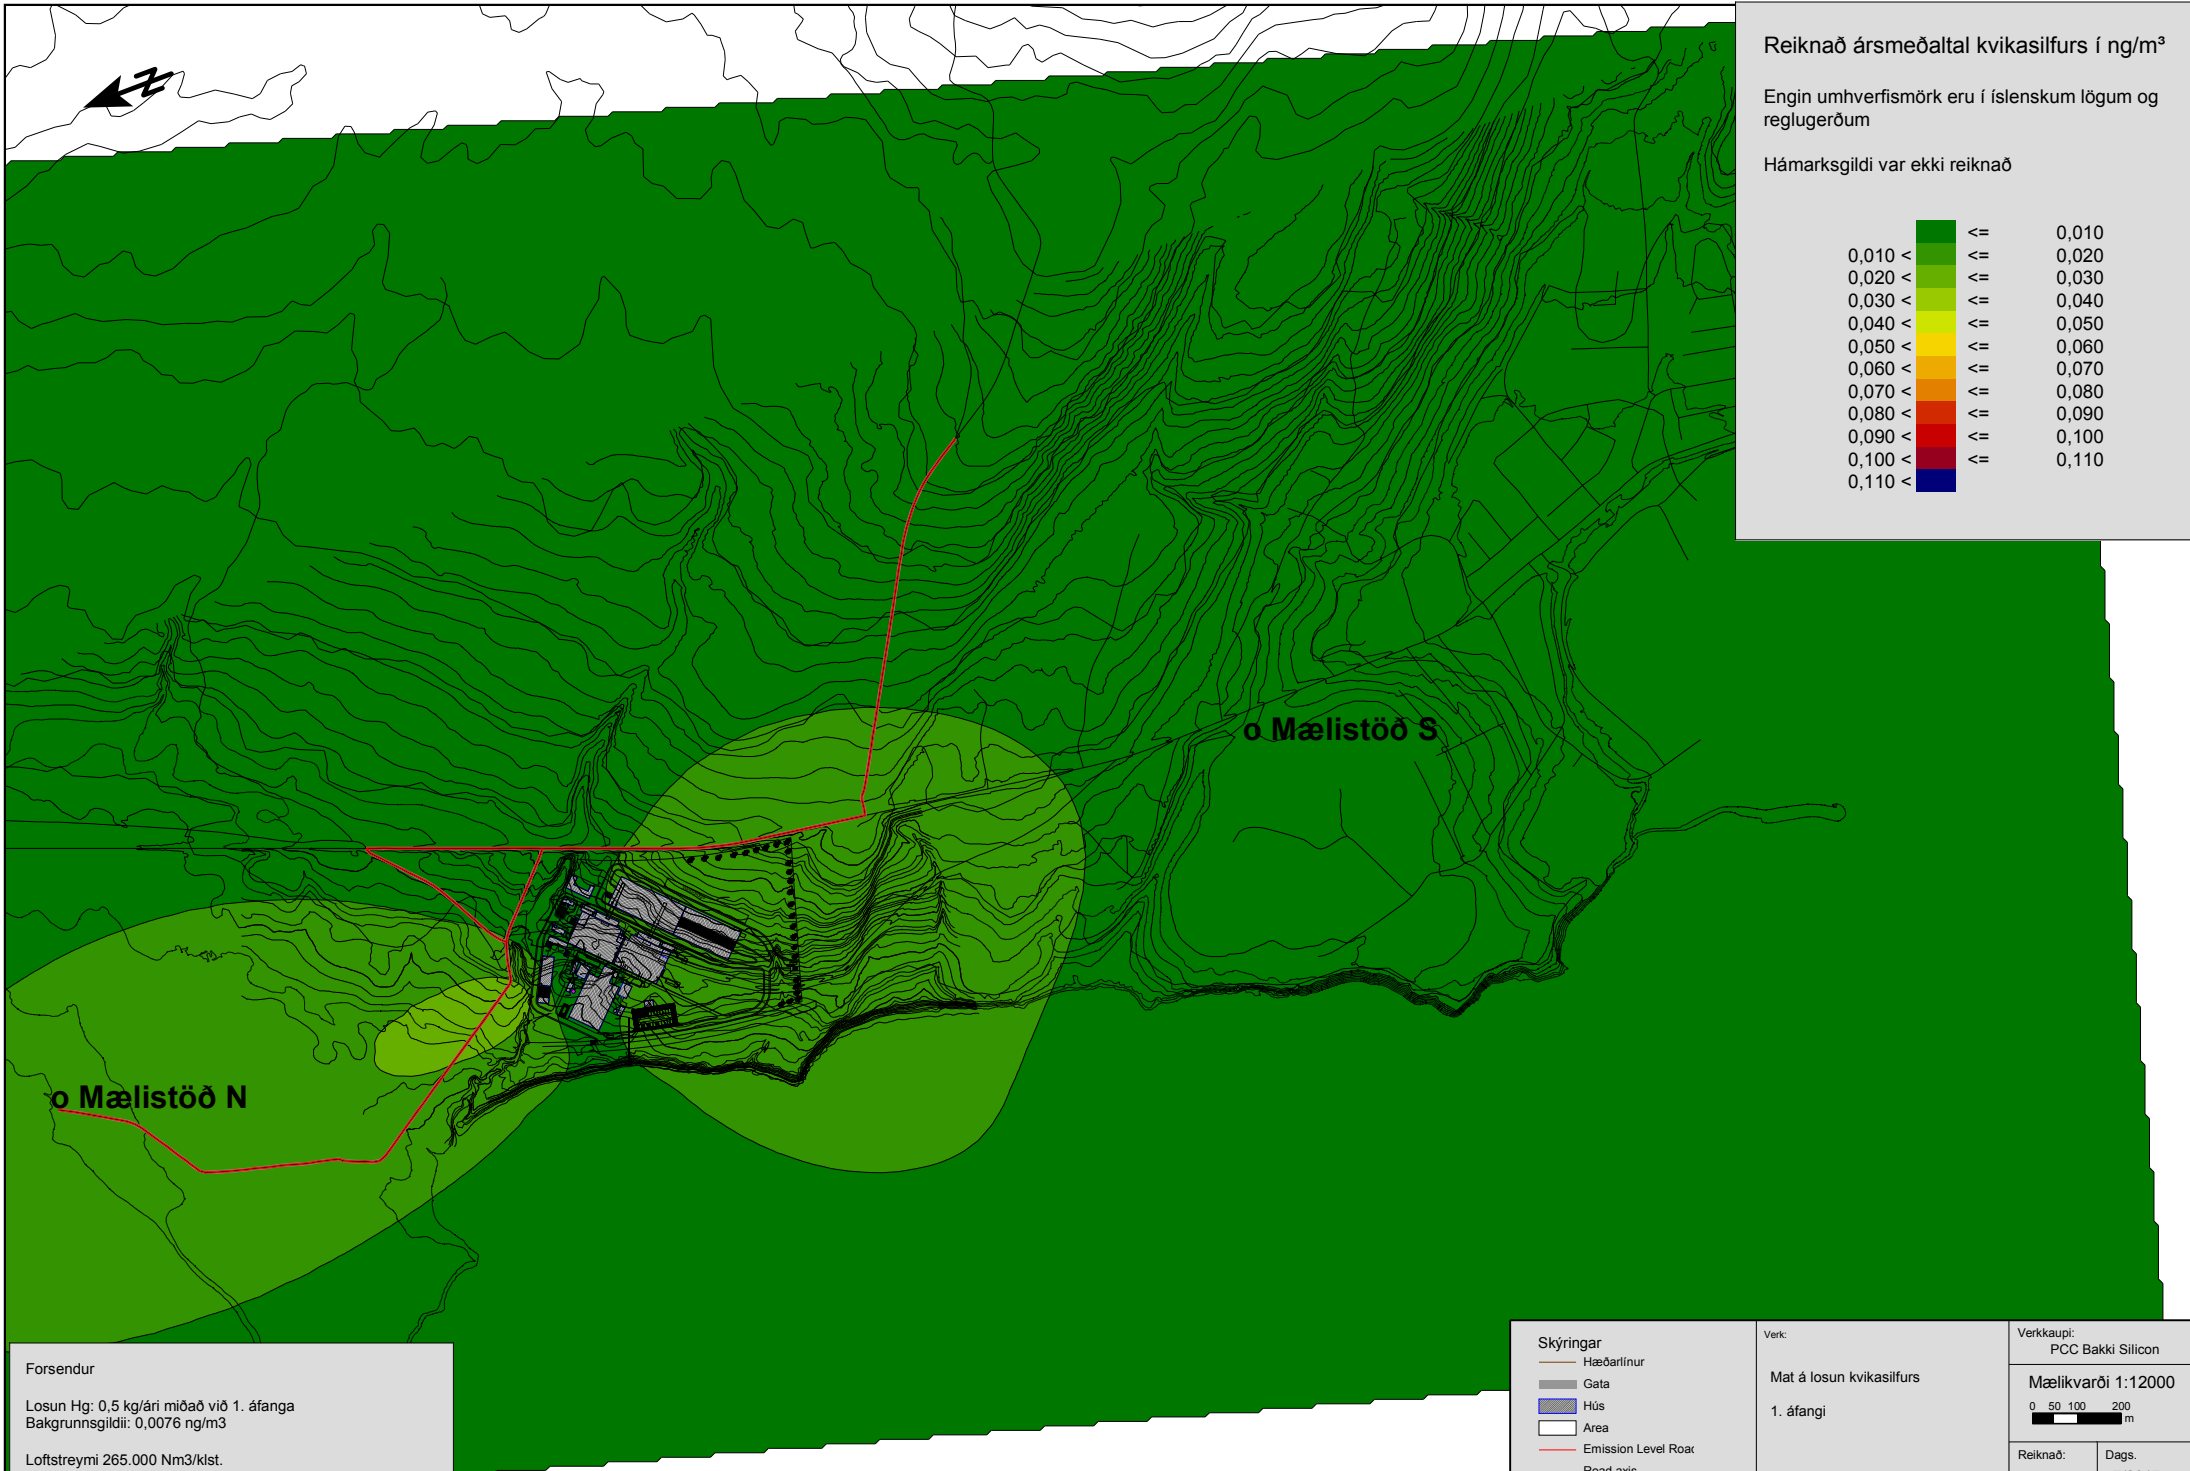 Reiknað ársmeðaltal kvikasilfurs í ng/m³
Engin umhverfismörk eru í íslenskum lögum og
reglugerðum
Hámarksgildi var ekki reiknað
<= 0,010
0,010 < <= 0,020
0,020 < <= 0,030
0,030 < <= 0,040
0,040 < <= 0,050
0,050 < <= 0,060
0,060 < <= 0,070
0,070 < <= 0,080
0,080 < <= 0,090
0,090 < <= 0,100
0,100 < <= 0,110
0,110 <
N
o Mælistöð S
o Mælistöð N
Forsendur
Losun Hg: 0,5 kg/ári miðað við 1. áfanga
Bakgrunnsgildii: 0,0076 ng/m3
Loftstreymi 265.000 Nm3/klst.
Skýringar
Hæðarlínur
Gata
Hús
Area
Emission Level Road
Road axis
Verk:
Mat á losun kvikasilfurs
1. áfangi
Verkkaupi:
PCC Bakki Silicon
Mælikvarði 1:12000
0 50 100 200
m
Reiknað:
Dags.